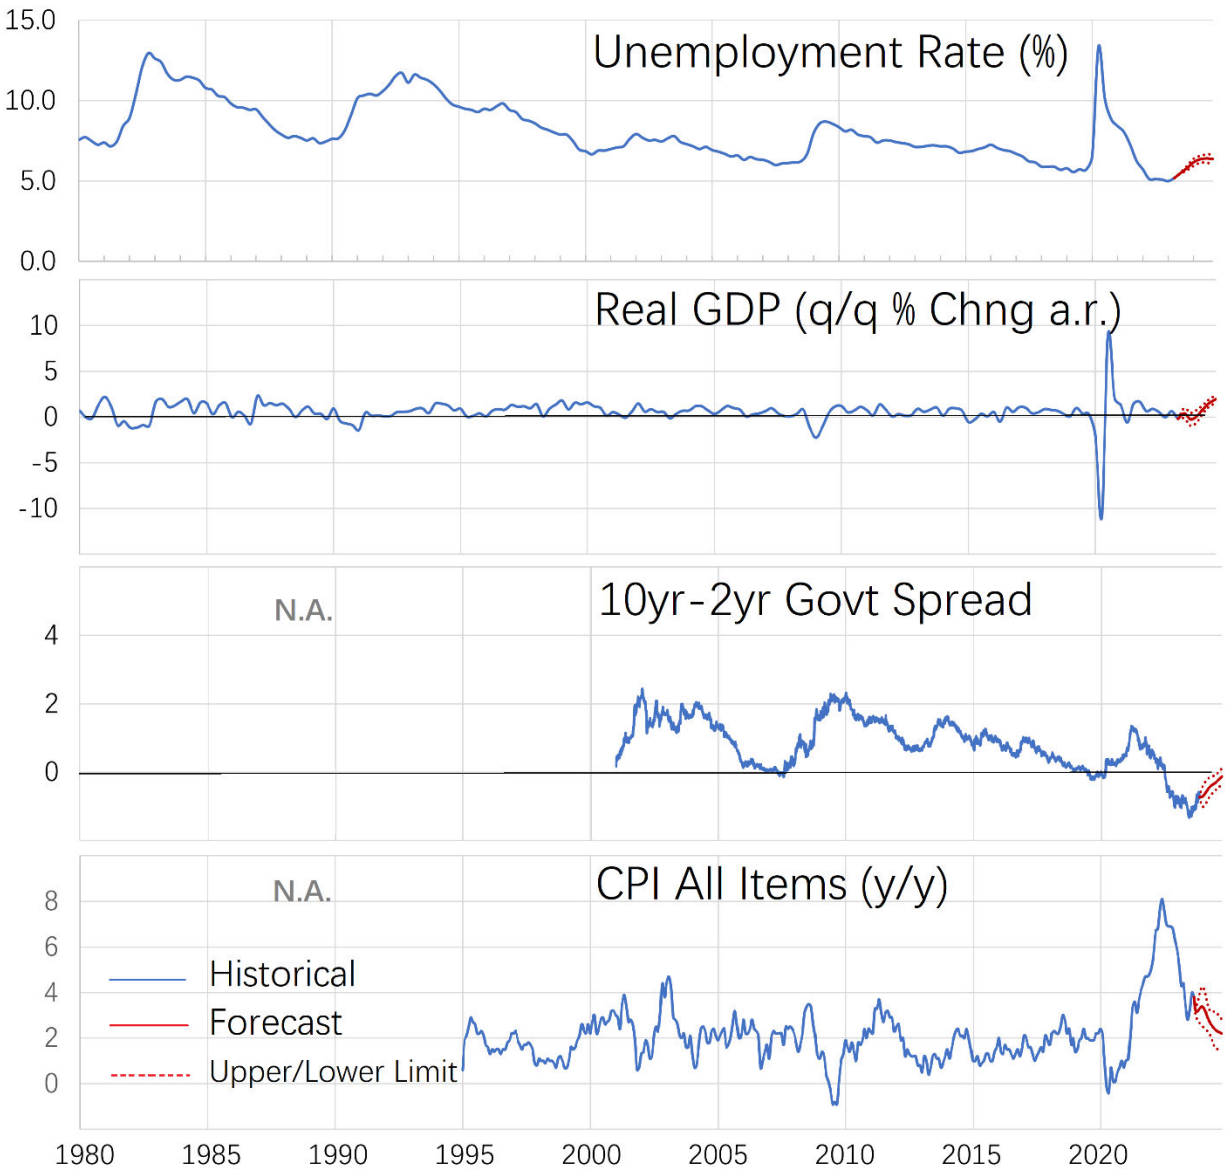 15.0
Unemployment Rate (%)
10.0
5.0
0.0
Real GDP (q/q % Chng a.r.)
10
5
0
-5
-10
N.A.
10yr-2yr Govt Spread
4
2
0
N.A.
CPI All Items (y/y)
8
6
4
2
0
Historical
Forecast
Upper/Lower Limit
1980 1985 1990 1995 2000 2005 2010 2015 2020